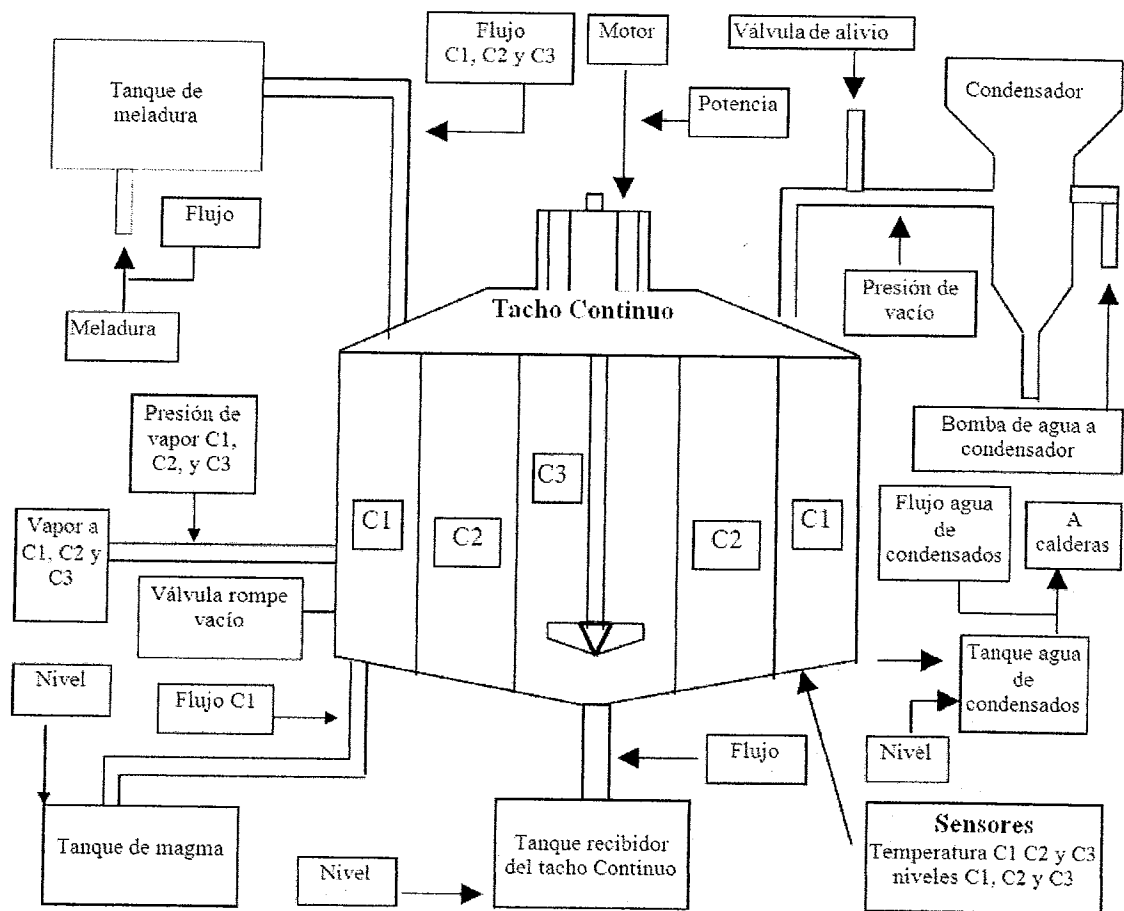 Flujo
C1, C2 y C3
Motor
Válvula de alivio
Tanque de
meladura
Potencia
Condensador
Flujo
Meladura
Presión de
vacío
Tacho Continuo
Presión de
vapor C1,
C2, y C3
Bomba de agua a
condensador
C3
C1
C2
C2
C1
Vapor a
C1, C2 y
C3
Flujo agua
de
condensados
A
calderas
Válvula rompe
vacío
Nivel
Flujo C1
Tanque agua
de
condensados
Flujo
Nivel
Tanque de magma
Tanque recibidor
del tacho Continuo
Nivel
Sensores
Temperatura C1 C2 y C3
niveles C1, C2 y C3